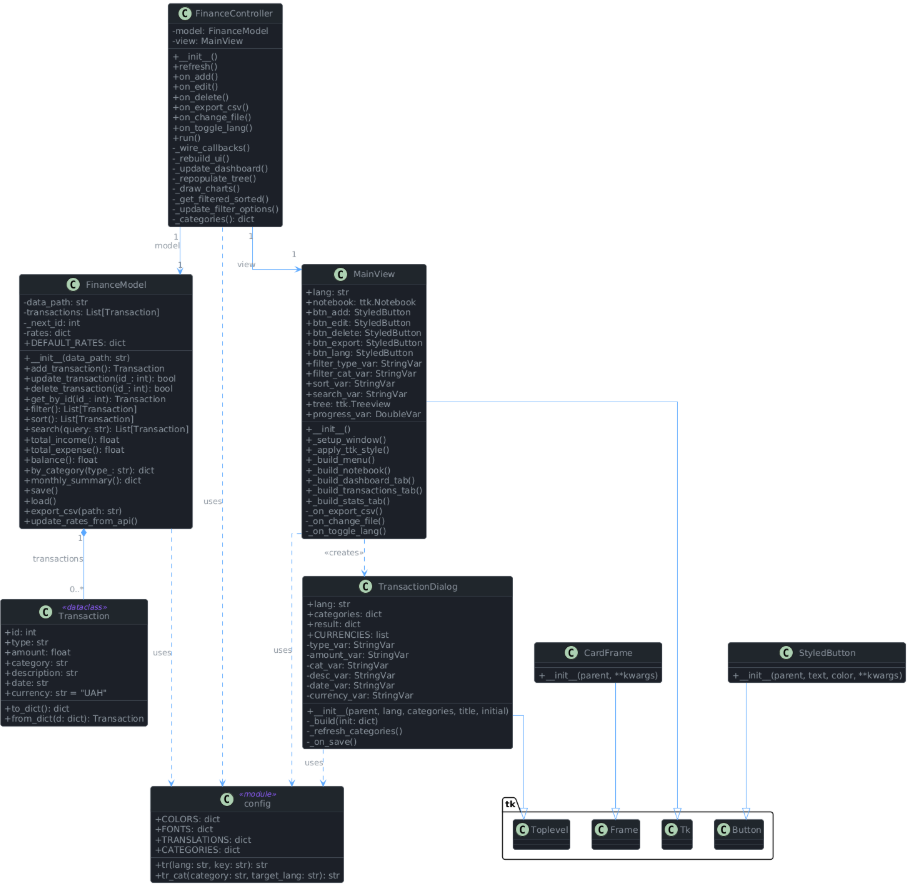 C FinanceController
-model: FinanceModel
-view: MainView
+__init__()
+refresh()
+on_add()
+on_edit()
+on_delete()
+on_export_csv()
+on_change_file()
+on_toggle_lang()
+run()
-_wire_callbacks()
-_rebuild_ui()
-_update_dashboard()
-_repopulate_tree()
-_draw_charts()
-_get_filtered_sorted()
-_update_filter_options()
-_categories(): dict
1
model
1
1
view
1
C FinanceModel
-data_path: str
-transactions: List[Transaction]
-_next_id: int
-rates: dict
+DEFAULT_RATES: dict
+__init__(data_path: str)
+add_transaction(): Transaction
+update_transaction(id_: int): bool
+delete_transaction(id_: int): bool
+get_by_id(id_: int): Transaction
+filter(): List[Transaction]
+sort(): List[Transaction]
+search(query: str): List[Transaction]
+total_income(): float
+total_expense(): float
+balance(): float
+by_category(type_: str): dict
+monthly_summary(): dict
+save()
+load()
+export_csv(path: str)
+update_rates_from_api()
C MainView
+lang: str
+notebook: ttk.Notebook
+btn_add: StyledButton
+btn_edit: StyledButton
+btn_delete: StyledButton
+btn_export: StyledButton
+btn_lang: StyledButton
+filter_type_var: StringVar
+filter_cat_var: StringVar
+sort_var: StringVar
+search_var: StringVar
+tree: ttk.Treeview
+progress_var: DoubleVar
+__init__()
+_setup_window()
+_apply_ttk_style()
+_build_menu()
+_build_notebook()
+_build_dashboard_tab()
+_build_transactions_tab()
+_build_stats_tab()
-_on_export_csv()
-_on_change_file()
-_on_toggle_lang()
uses
1
transactions
0..*
«creates»
C «dataclass»
Transaction
+id: int
+type: str
+amount: float
+category: str
+description: str
+date: str
+currency: str = "UAH"
+to_dict(): dict
+from_dict(d: dict): Transaction
uses
uses
C TransactionDialog
+lang: str
+categories: dict
+result: dict
+CURRENCIES: list
-type_var: StringVar
-amount_var: StringVar
-cat_var: StringVar
-desc_var: StringVar
-date_var: StringVar
-currency_var: StringVar
+__init__(parent, lang, categories, title, initial)
-_build(init: dict)
-_refresh_categories()
-_on_save()
uses
C CardFrame
+__init__(parent, **kwargs)
C StyledButton
+__init__(parent, text, color, **kwargs)
C «module»
config
+COLORS: dict
+FONTS: dict
+TRANSLATIONS: dict
+CATEGORIES: dict
+tr(lang: str, key: str): str
+tr_cat(category: str, target_lang: str): str
tk
C Toplevel
C Frame
C Tk
C Button